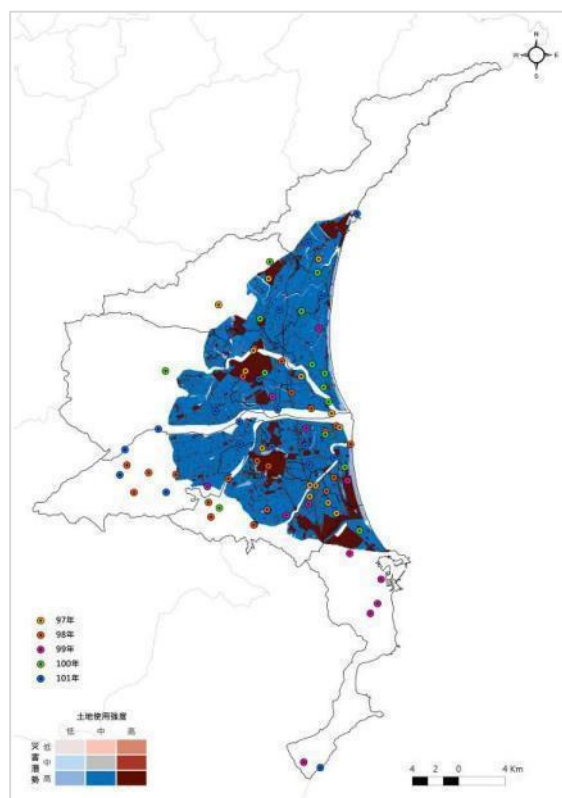 N
W E
S
97年
98年
99年
100年
101年
土地使用強度
低 中 高
災害潛勢
低
中
高
4 2 0 4 Km